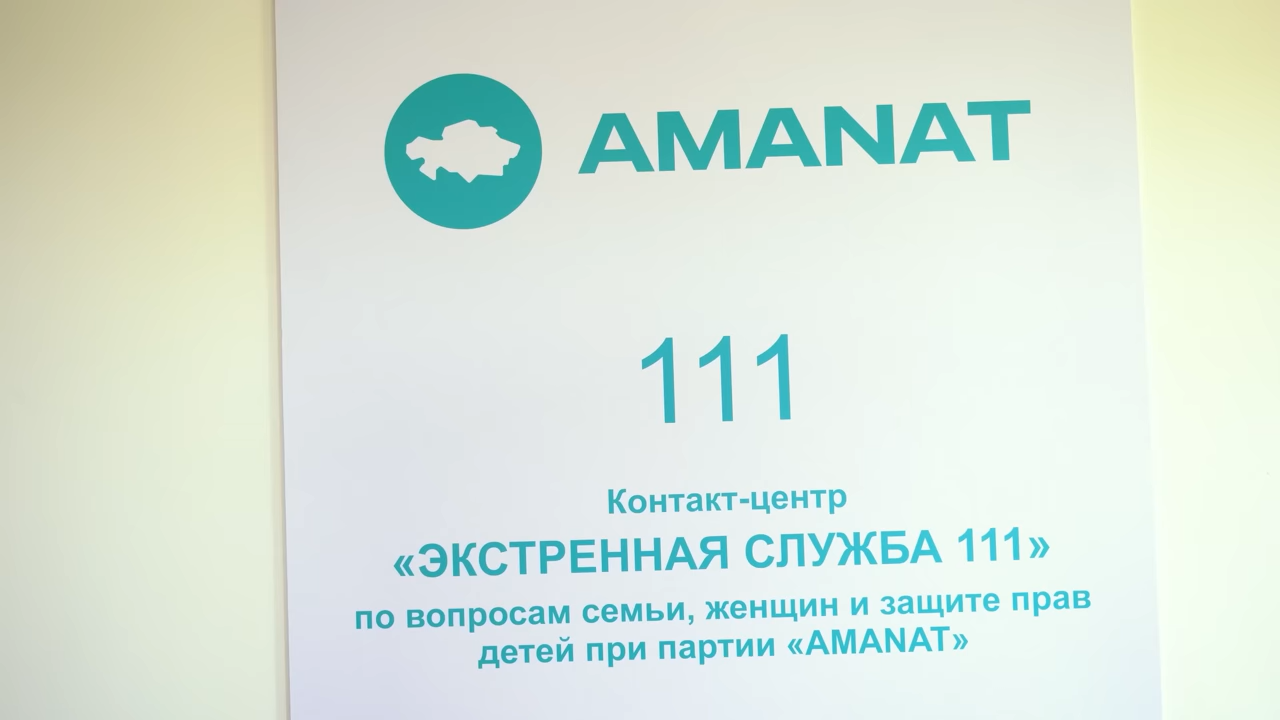 AMANAT
111
Контакт-центр
«ЭКСТРЕННАЯ СЛУЖБА 111»
по вопросам семьи, женщин и защите прав
детей при партии «AMANAT»